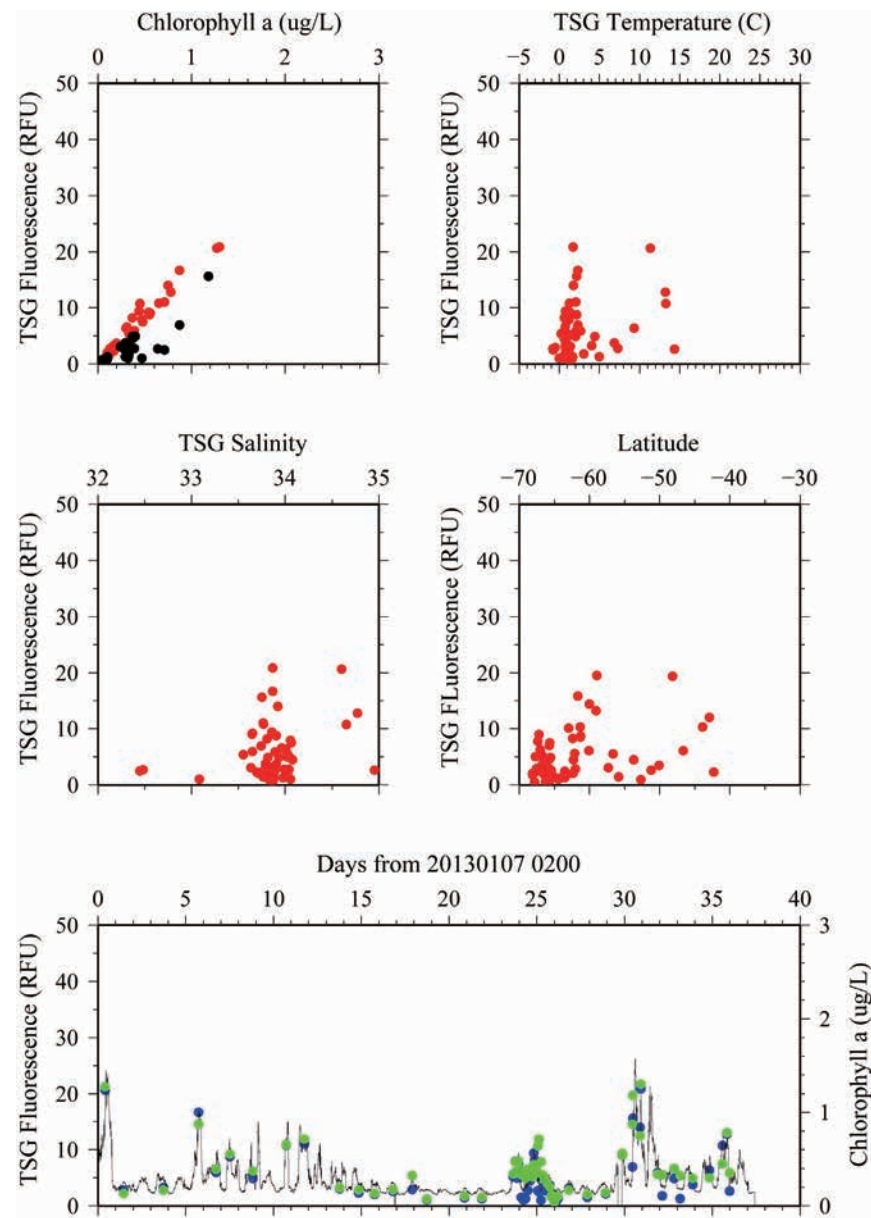 Chlorophyll a (ug/L)
0 1 2 3
TSG Fluorescence (RFU)
50
40
30
20
10
0
TSG Temperature (C)
−5 0 5 10 15 20 25 30
TSG Fluorescence (RFU)
50
40
30
20
10
0
TSG Salinity
32 33 34 35
TSG Fluorescence (RFU)
50
40
30
20
10
0
Latitude
−70 −60 −50 −40 −30
TSG FLuorescence (RFU)
50
40
30
20
10
0
Days from 20130107 0200
0 5 10 15 20 25 30 35 40
TSG Fluorescence (RFU)
50
40
30
20
10
0
3
2
1
0
Chlorophyll a (ug/L)